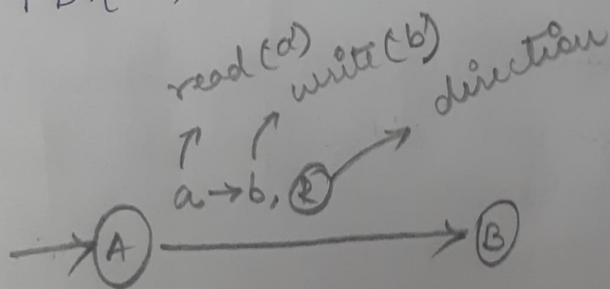 read(a) write(b) direction
a → b, R
A B